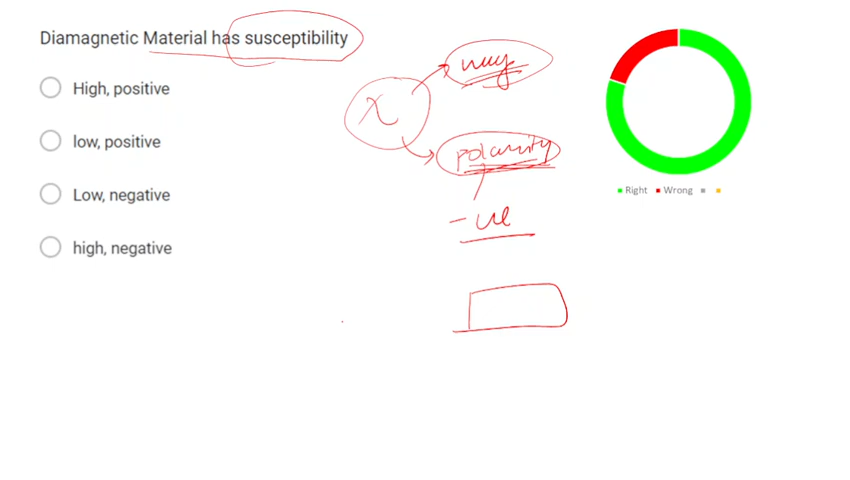 Diamagnetic Material has susceptibility
High, positive
low, positive
Low, negative
high, negative
χ
mag
polarity
-ve
Right Wrong